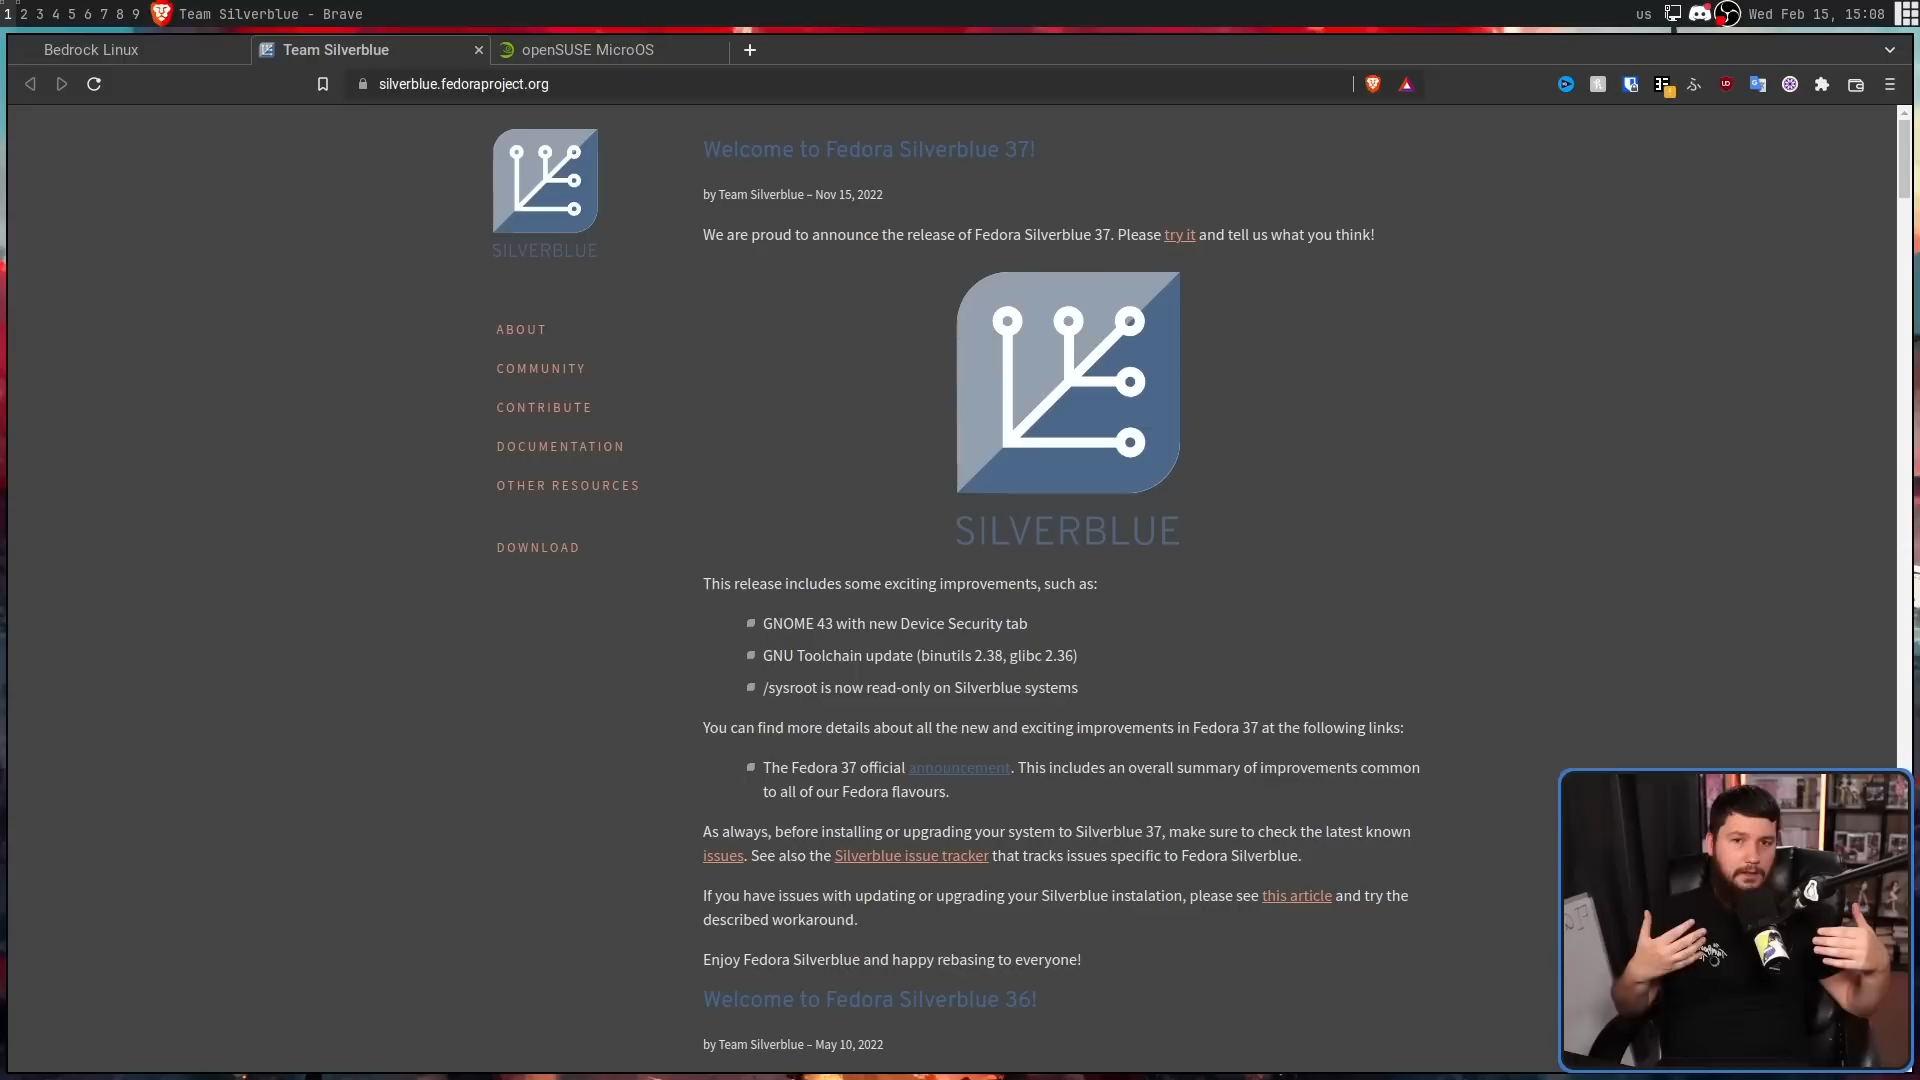 1 2 3 4 5 6 7 8 9 Team Silverblue - Brave us Wed Feb 15, 15:08
Bedrock Linux Team Silverblue openSUSE MicroOS
silverblue.fedoraproject.org
SILVERBLUE
ABOUT
COMMUNITY
CONTRIBUTE
DOCUMENTATION
OTHER RESOURCES
DOWNLOAD
Welcome to Fedora Silverblue 37!
by Team Silverblue – Nov 15, 2022
We are proud to announce the release of Fedora Silverblue 37. Please try it and tell us what you think!
SILVERBLUE
This release includes some exciting improvements, such as:
GNOME 43 with new Device Security tab
GNU Toolchain update (binutils 2.38, glibc 2.36)
/sysroot is now read-only on Silverblue systems
You can find more details about all the new and exciting improvements in Fedora 37 at the following links:
The Fedora 37 official announcement. This includes an overall summary of improvements common
to all of our Fedora flavours.
As always, before installing or upgrading your system to Silverblue 37, make sure to check the latest known
issues. See also the Silverblue issue tracker that tracks issues specific to Fedora Silverblue.
If you have issues with updating or upgrading your Silverblue instalation, please see this article and try the
described workaround.
Enjoy Fedora Silverblue and happy rebasing to everyone!
Welcome to Fedora Silverblue 36!
by Team Silverblue – May 10, 2022